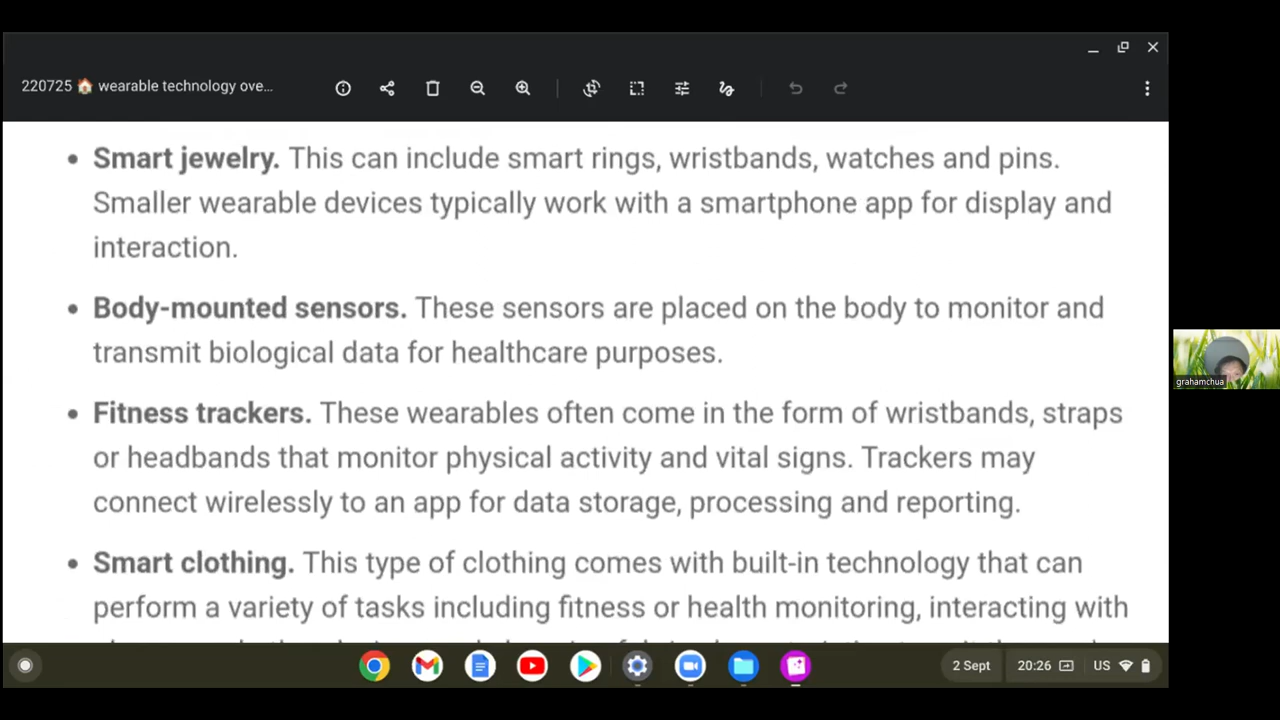 220725 🏠 wearable technology ove...
Smart jewelry. This can include smart rings, wristbands, watches and pins.
Smaller wearable devices typically work with a smartphone app for display and
interaction.
Body-mounted sensors. These sensors are placed on the body to monitor and
transmit biological data for healthcare purposes.
Fitness trackers. These wearables often come in the form of wristbands, straps
or headbands that monitor physical activity and vital signs. Trackers may
connect wirelessly to an app for data storage, processing and reporting.
Smart clothing. This type of clothing comes with built-in technology that can
perform a variety of tasks including fitness or health monitoring, interacting with
grahamchua
2 Sept 20:26 US